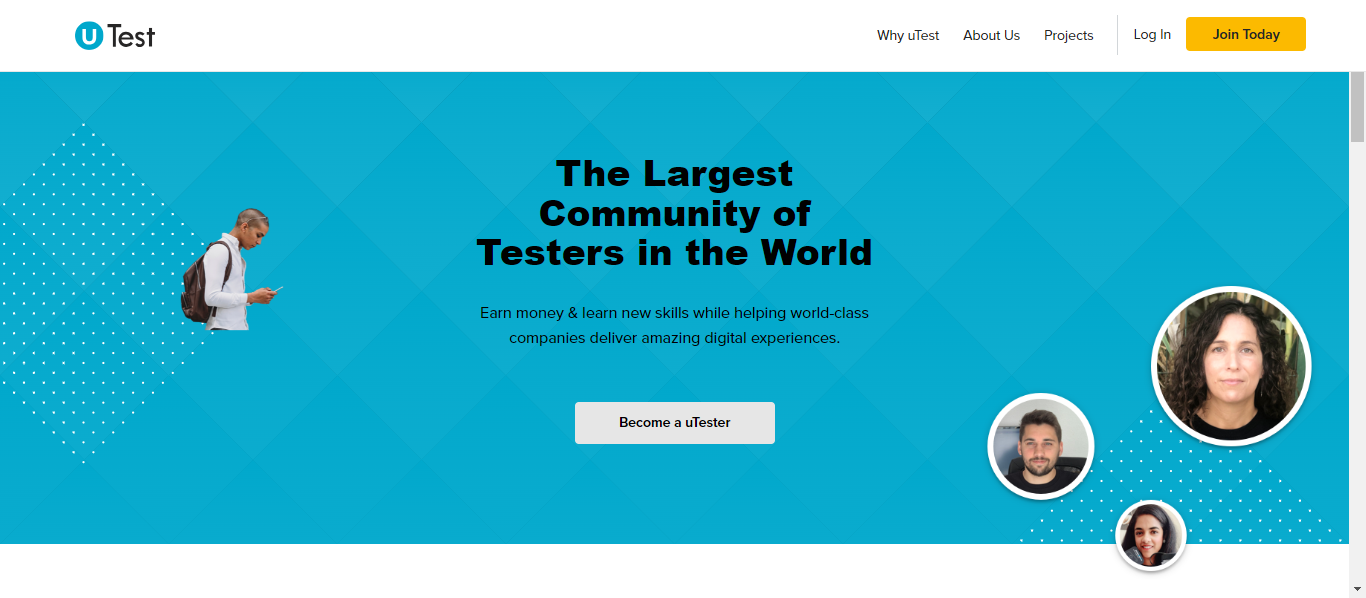 uTest
Why uTest
About Us
Projects
Log In
Join Today
The Largest
Community of
Testers in the World
Earn money & learn new skills while helping world-class
companies deliver amazing digital experiences.
Become a uTester